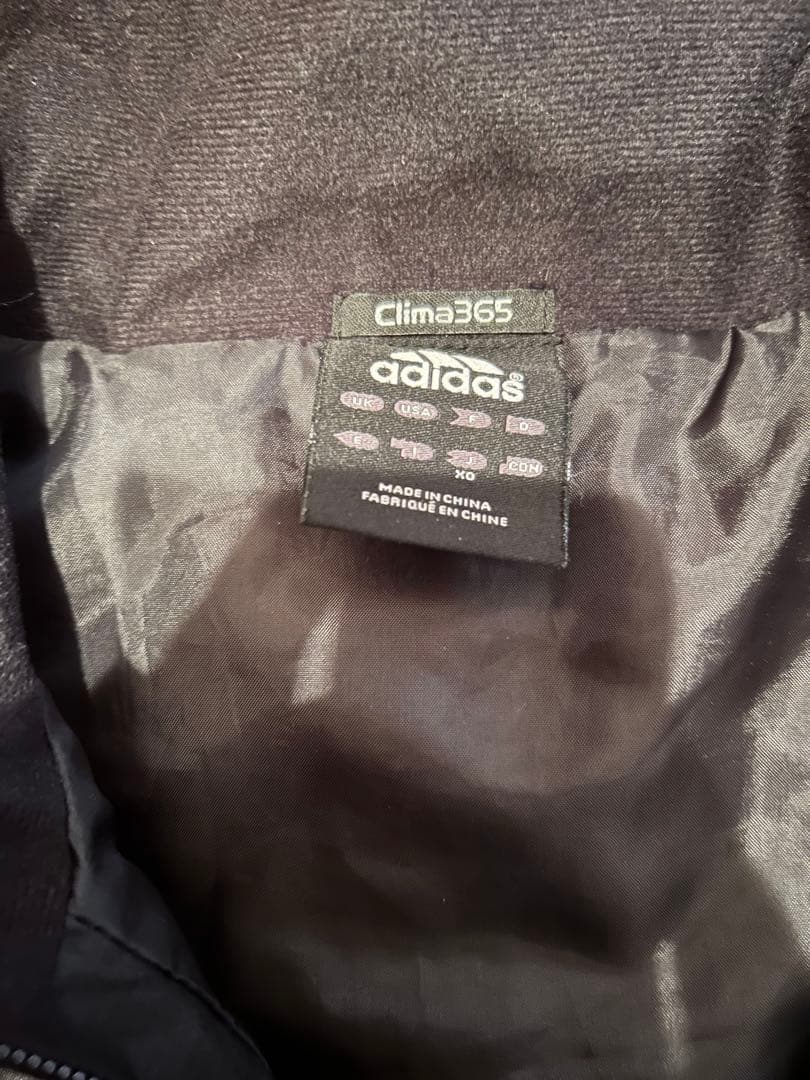 Clima365
adidas®
UK USA F D
E I J CDN
XO
MADE IN CHINA
FABRIQUÉ EN CHINE